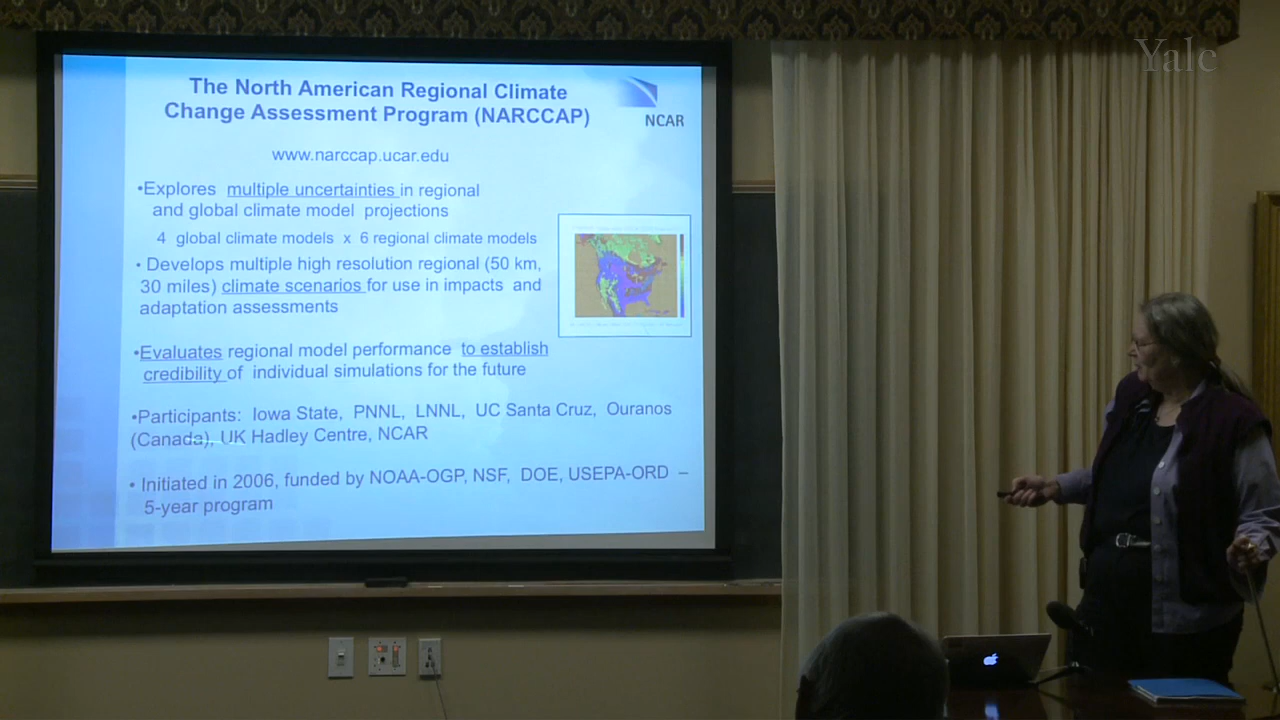 Yale
The North American Regional Climate
Change Assessment Program (NARCCAP)
NCAR
www.narccap.ucar.edu
•Explores multiple uncertainties in regional
and global climate model projections
4 global climate models x 6 regional climate models
• Develops multiple high resolution regional (50 km,
30 miles) climate scenarios for use in impacts and
adaptation assessments
•Evaluates regional model performance to establish
credibility of individual simulations for the future
•Participants: Iowa State, PNNL, LNNL, UC Santa Cruz, Ouranos
(Canada), UK Hadley Centre, NCAR
• Initiated in 2006, funded by NOAA-OGP, NSF, DOE, USEPA-ORD –
5-year program